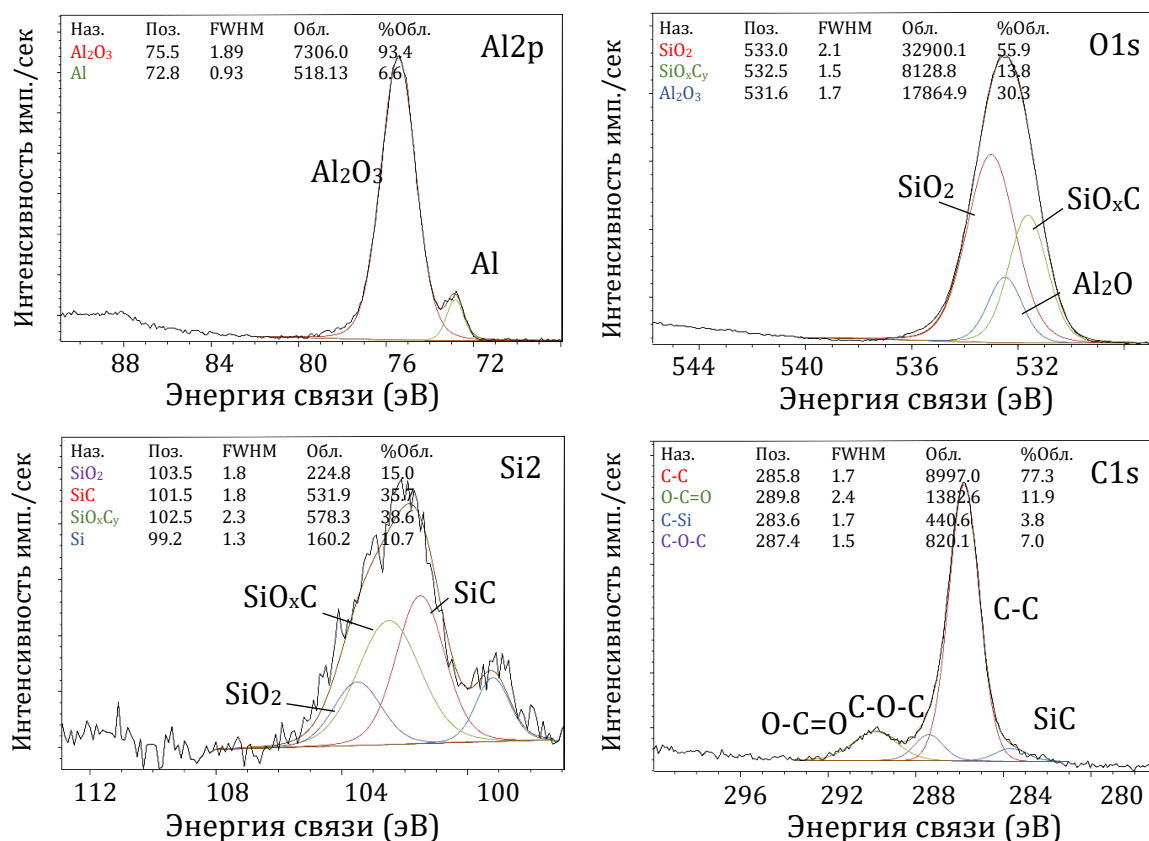 Интенсивность имп./сек
Наз. Поз. FWHM Обл. %Обл.
Al2O3 75.5 1.89 7306.0 93.4
Al 72.8 0.93 518.13 6.6
Al2p
Al2O3
Al
88 84 80 76 72
Энергия связи (эВ)
Интенсивность имп./сек
Наз. Поз. FWHM Обл. %Обл.
SiO2 533.0 2.1 32900.1 55.9
SiOxCy 532.5 1.5 8128.8 13.8
Al2O3 531.6 1.7 17864.9 30.3
O1s
SiO2
SiOxC
Al2O
544 540 536 532
Энергия связи (эВ)
Интенсивность имп./сек
Наз. Поз. FWHM Обл. %Обл.
SiO2 103.5 1.8 224.8 15.0
SiC 101.5 1.8 531.9 35.7
SiOxCy 102.5 2.3 578.3 38.6
Si 99.2 1.3 160.2 10.7
Si2
SiOxC
SiC
SiO2
112 108 104 100
Энергия связи (эВ)
Интенсивность имп./сек
Наз. Поз. FWHM Обл. %Обл.
C-C 285.8 1.7 8997.0 77.3
O-C=O 289.8 2.4 1382.6 11.9
C-Si 283.6 1.7 440.6 3.8
C-O-C 287.4 1.5 820.1 7.0
C1s
C-C
C-O-C
O-C=O
SiC
296 292 288 284 280
Энергия связи (эВ)